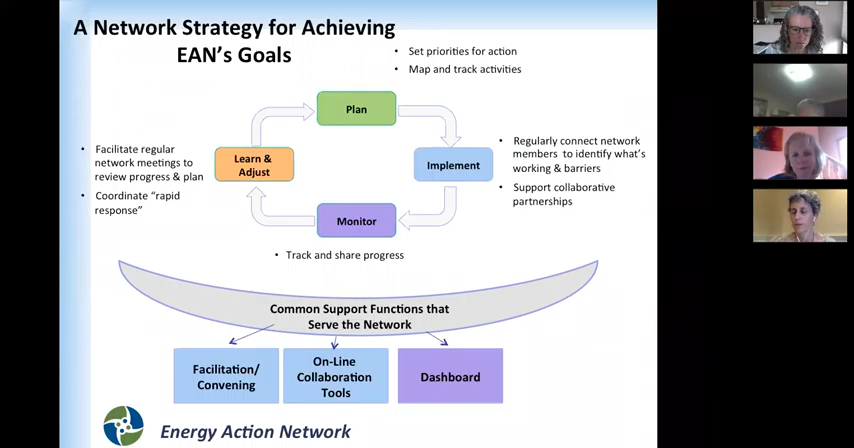 A Network Strategy for Achieving
EAN's Goals
• Set priorities for action
• Map and track activities
Plan
• Facilitate regular
network meetings to
review progress & plan
• Coordinate "rapid
response"
Learn &
Adjust
Implement
• Regularly connect network
members to identify what's
working & barriers
• Support collaborative
partnerships
Monitor
• Track and share progress
Common Support Functions that
Serve the Network
Facilitation/
Convening
On-Line
Collaboration
Tools
Dashboard
Energy Action Network